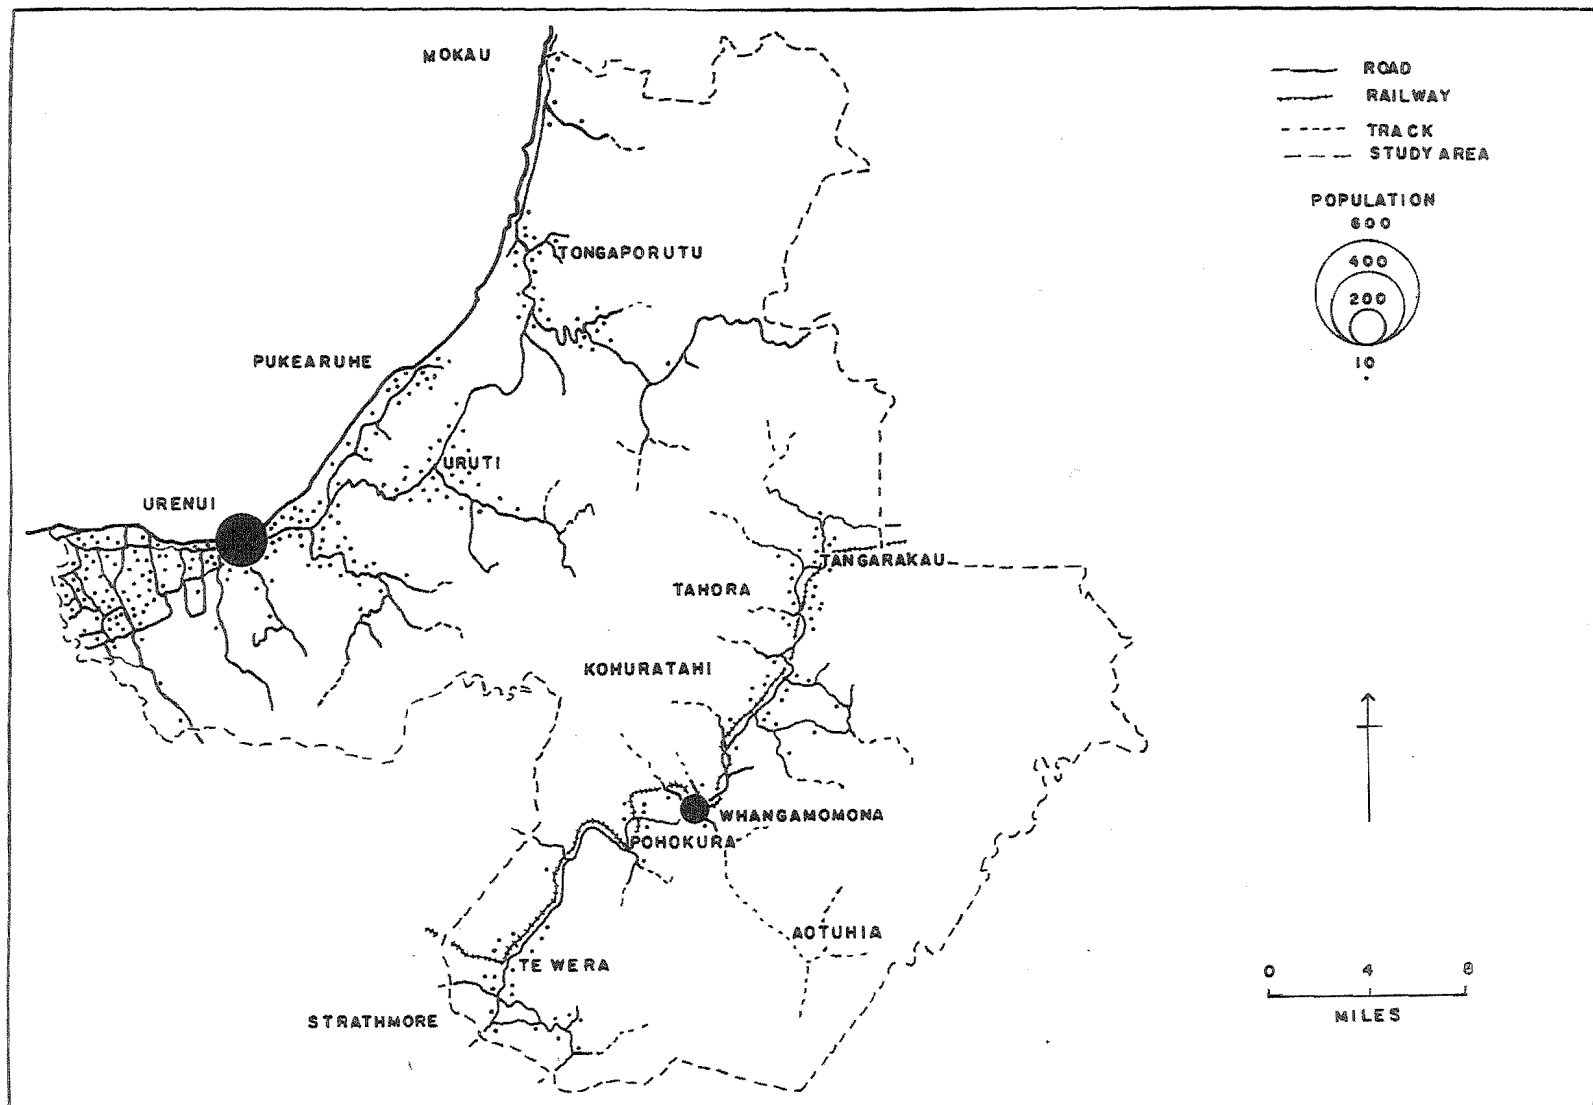 MOKAU
ROAD
RAILWAY
TRACK
STUDY AREA
POPULATION
600
400
200
10
TONGAPORUTU
PUKEARUHE
URUTI
URENUI
TANGARAKAU
TAHORA
KOHURATAHI
WHANGAMOMONA
POHOKURA
AOTUHIA
TE WERA
STRATHMORE
0 4 8
MILES